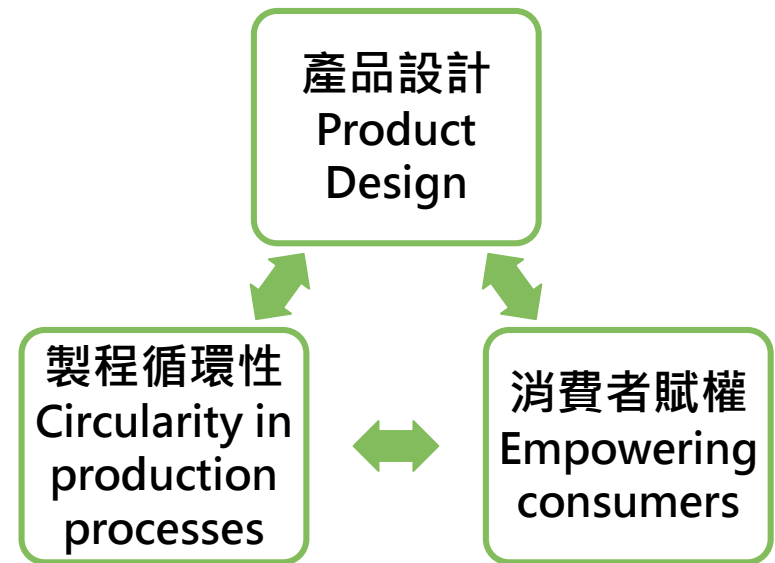 產品設計
Product
Design
製程循環性
Circularity in
production
processes
消費者賦權
Empowering
consumers